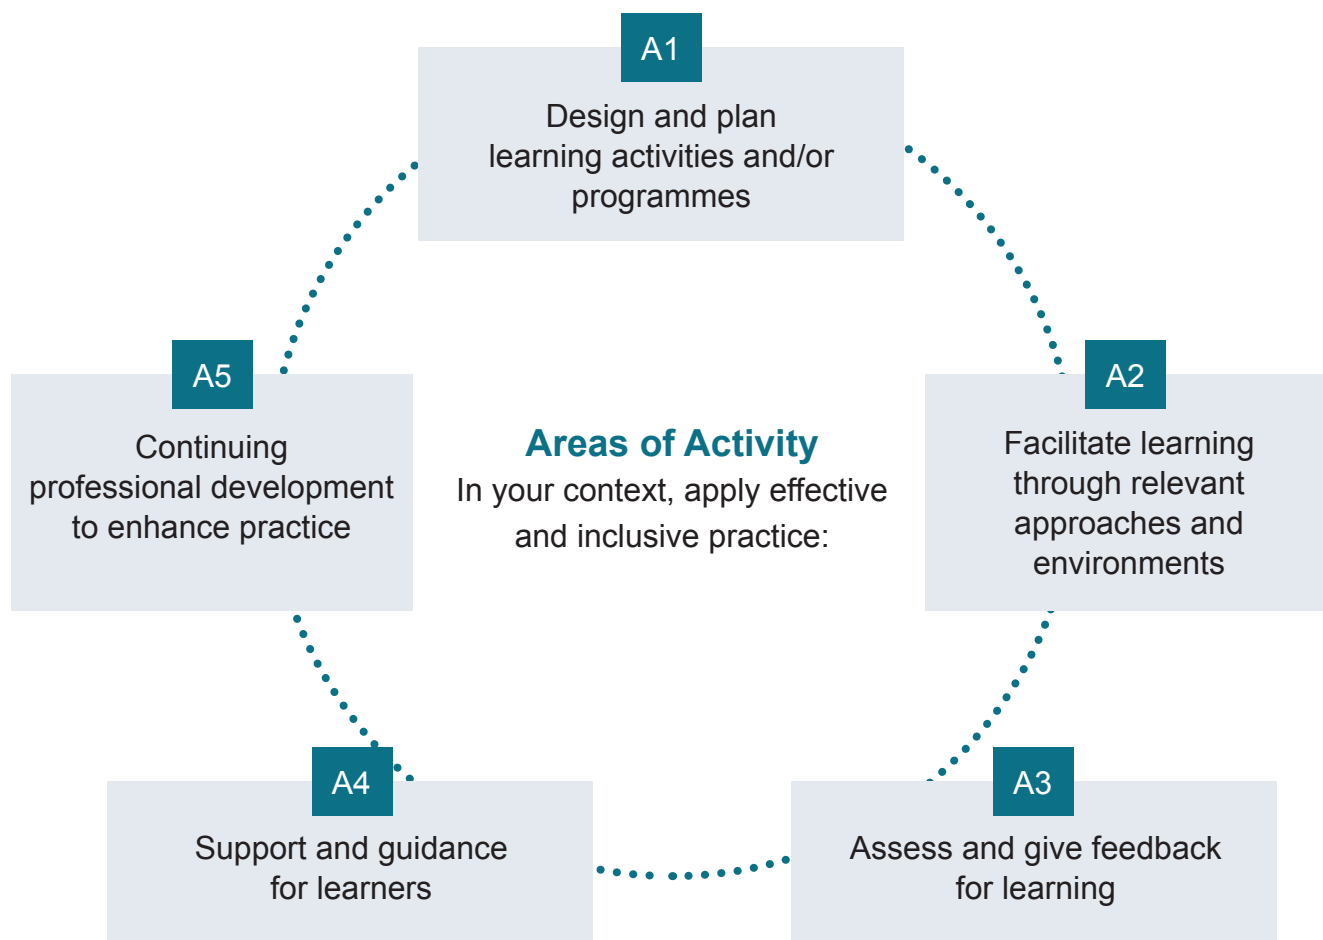 A1
Design and plan
learning activities and/or
programmes
A2
Facilitate learning
through relevant
approaches and
environments
A3
Assess and give feedback
for learning
A4
Support and guidance
for learners
A5
Continuing
professional development
to enhance practice
Areas of Activity
In your context, apply effective
and inclusive practice: